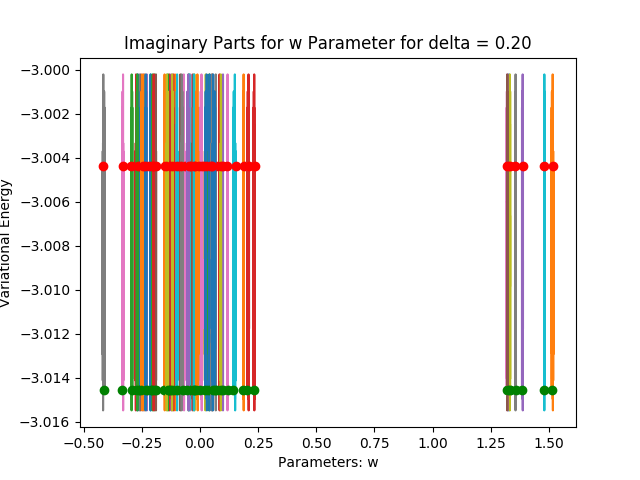 Imaginary Parts for w Parameter for delta = 0.20
Variational Energy
−3.000
−3.002
−3.004
−3.006
−3.008
−3.010
−3.012
−3.014
−3.016
−0.50 −0.25 0.00 0.25 0.50 0.75 1.00 1.25 1.50
Parameters: w